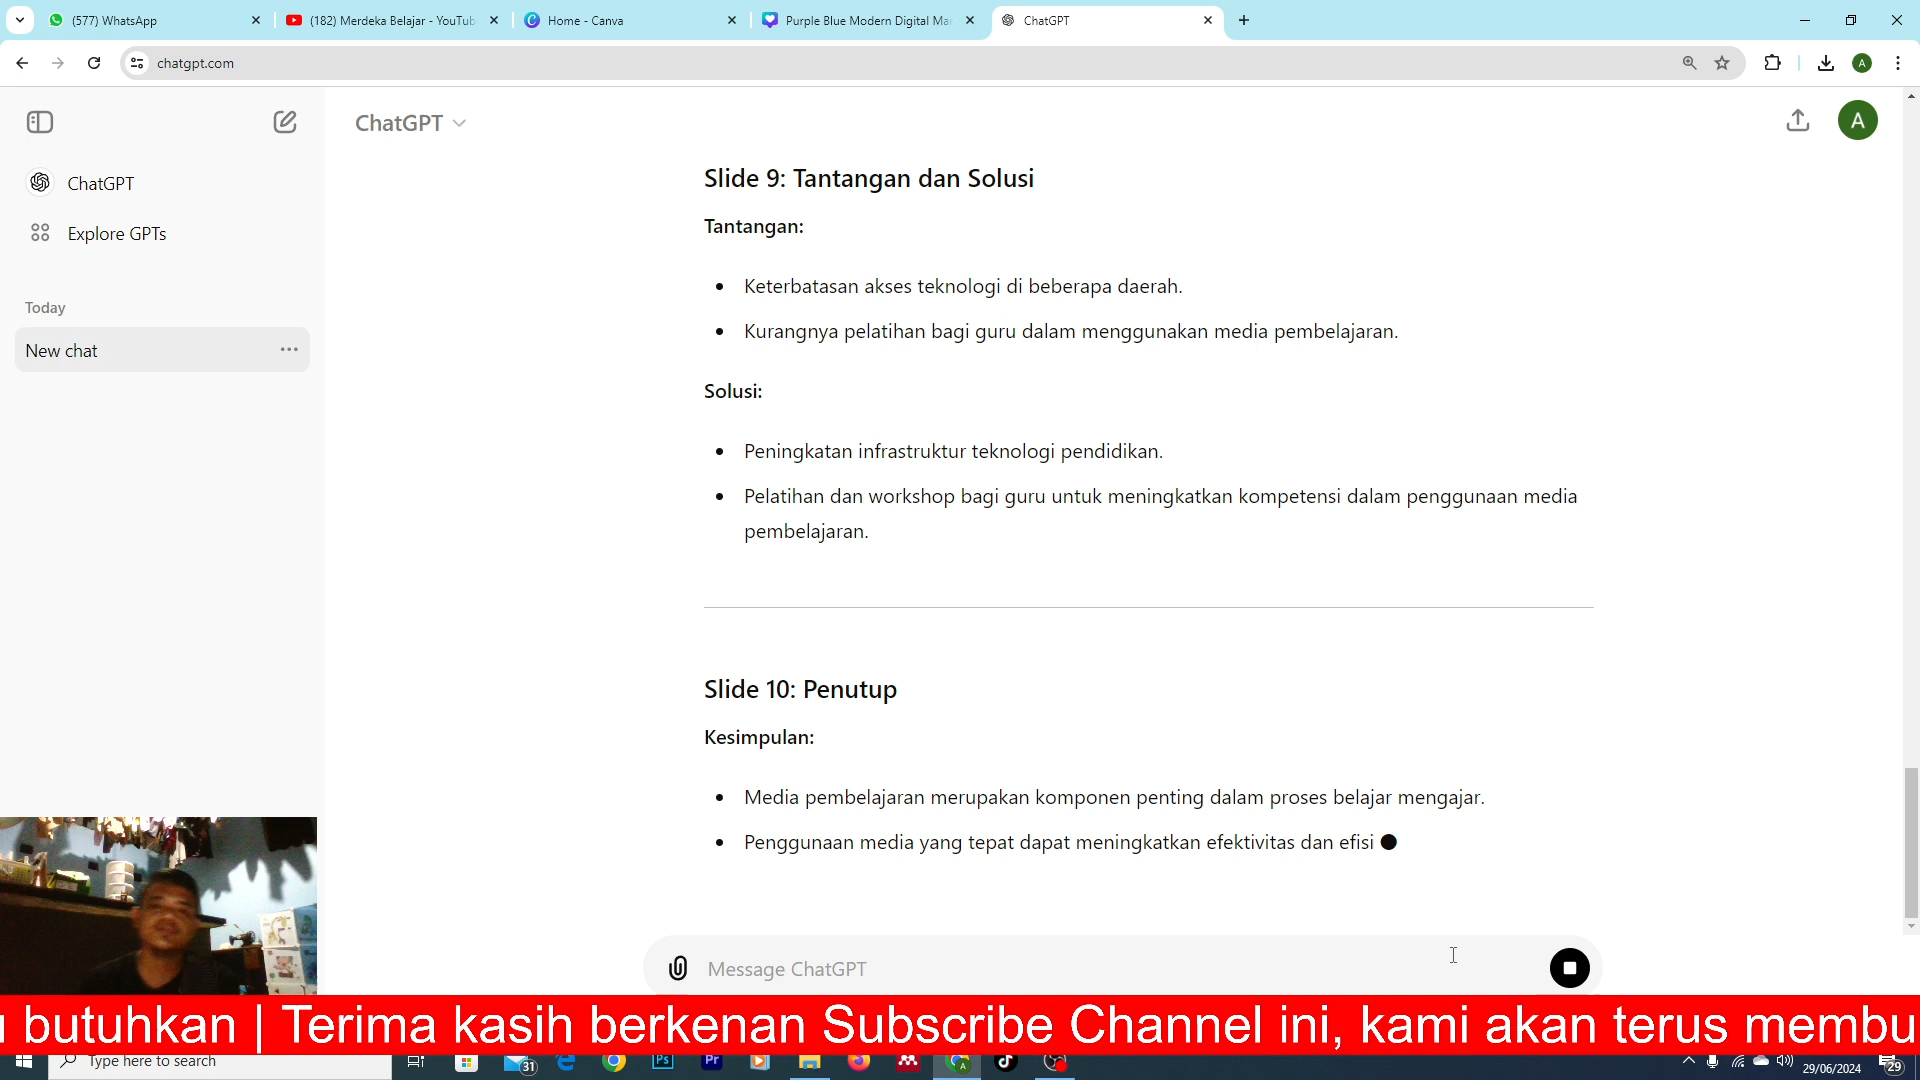 (577) WhatsApp
(182) Merdeka Belajar - YouTub
Home - Canva
Purple Blue Modern Digital Ma
ChatGPT
chatgpt.com
A
ChatGPT
A
ChatGPT
Explore GPTs
Today
New chat
Slide 9: Tantangan dan Solusi
Tantangan:
Keterbatasan akses teknologi di beberapa daerah.
Kurangnya pelatihan bagi guru dalam menggunakan media pembelajaran.
Solusi:
Peningkatan infrastruktur teknologi pendidikan.
Pelatihan dan workshop bagi guru untuk meningkatkan kompetensi dalam penggunaan media
pembelajaran.
Slide 10: Penutup
Kesimpulan:
Media pembelajaran merupakan komponen penting dalam proses belajar mengajar.
Penggunaan media yang tepat dapat meningkatkan efektivitas dan efisi
Message ChatGPT
u butuhkan | Terima kasih berkenan Subscribe Channel ini, kami akan terus membu
Type here to search
31
Ps
Pr
A
29/06/2024
29